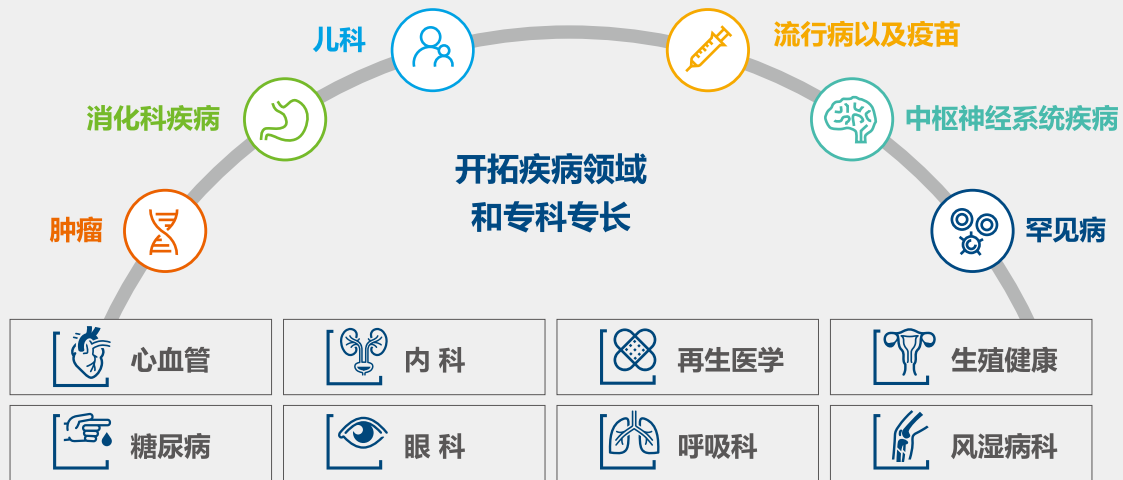 儿科
流行病以及疫苗
消化科疾病
中枢神经系统疾病
开拓疾病领域
和专科专长
肿瘤
罕见病
心血管
内 科
再生医学
生殖健康
糖尿病
眼 科
呼吸科
风湿病科